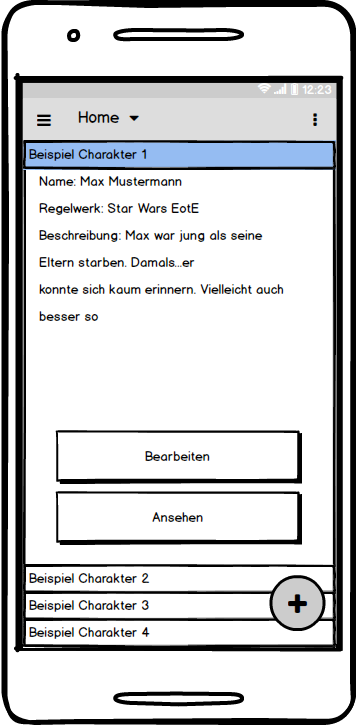 12:23
Home
Beispiel Charakter 1
Name: Max Mustermann
Regelwerk: Star Wars EotE
Beschreibung: Max war jung als seine
Eltern starben. Damals...er
konnte sich kaum erinnern. Vielleicht auch
besser so
Bearbeiten
Ansehen
Beispiel Charakter 2
Beispiel Charakter 3
Beispiel Charakter 4